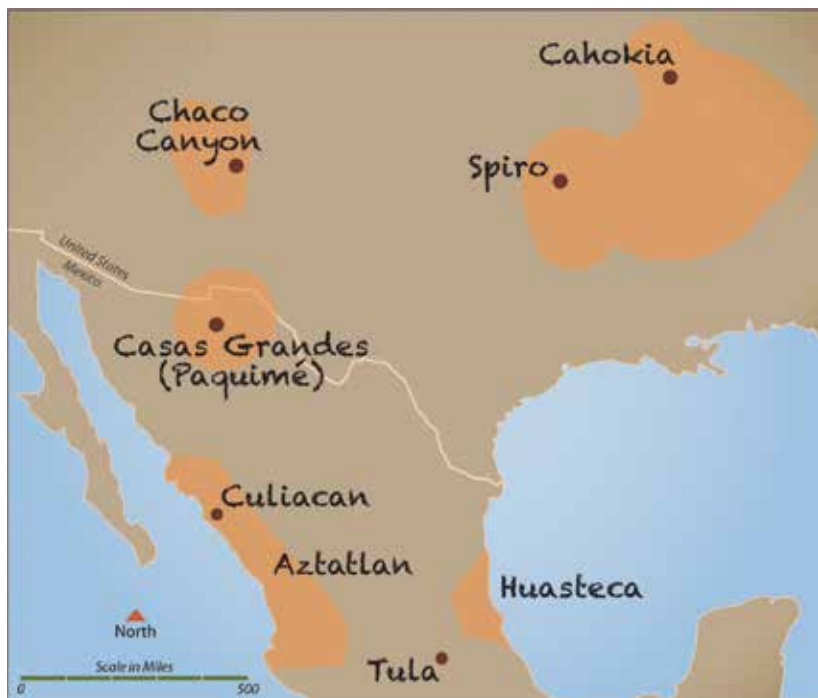 Cahokia
Chaco
Canyon
Spiro
United States
Mexico
Casas Grandes
(Paquimé)
Culiacan
Aztatlan
Huasteca
North
Tula
Scale in Miles
0 500